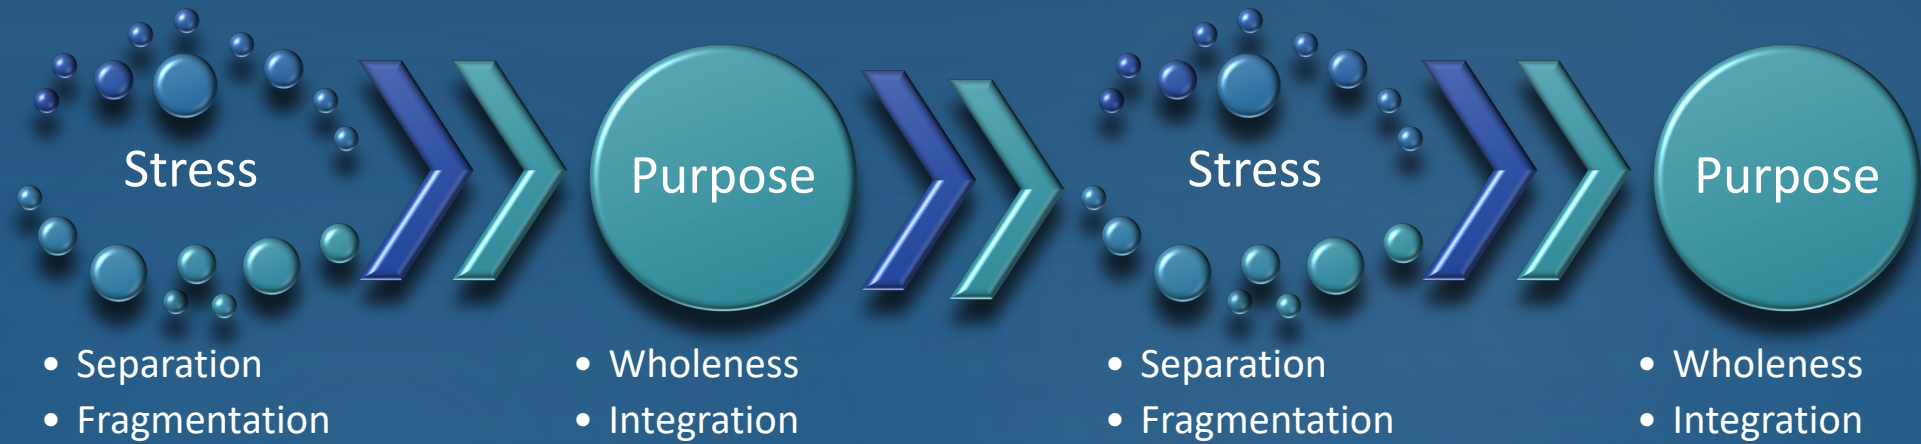 Stress
Purpose
Stress
Purpose
• Separation
• Fragmentation
• Wholeness
• Integration
• Separation
• Fragmentation
• Wholeness
• Integration